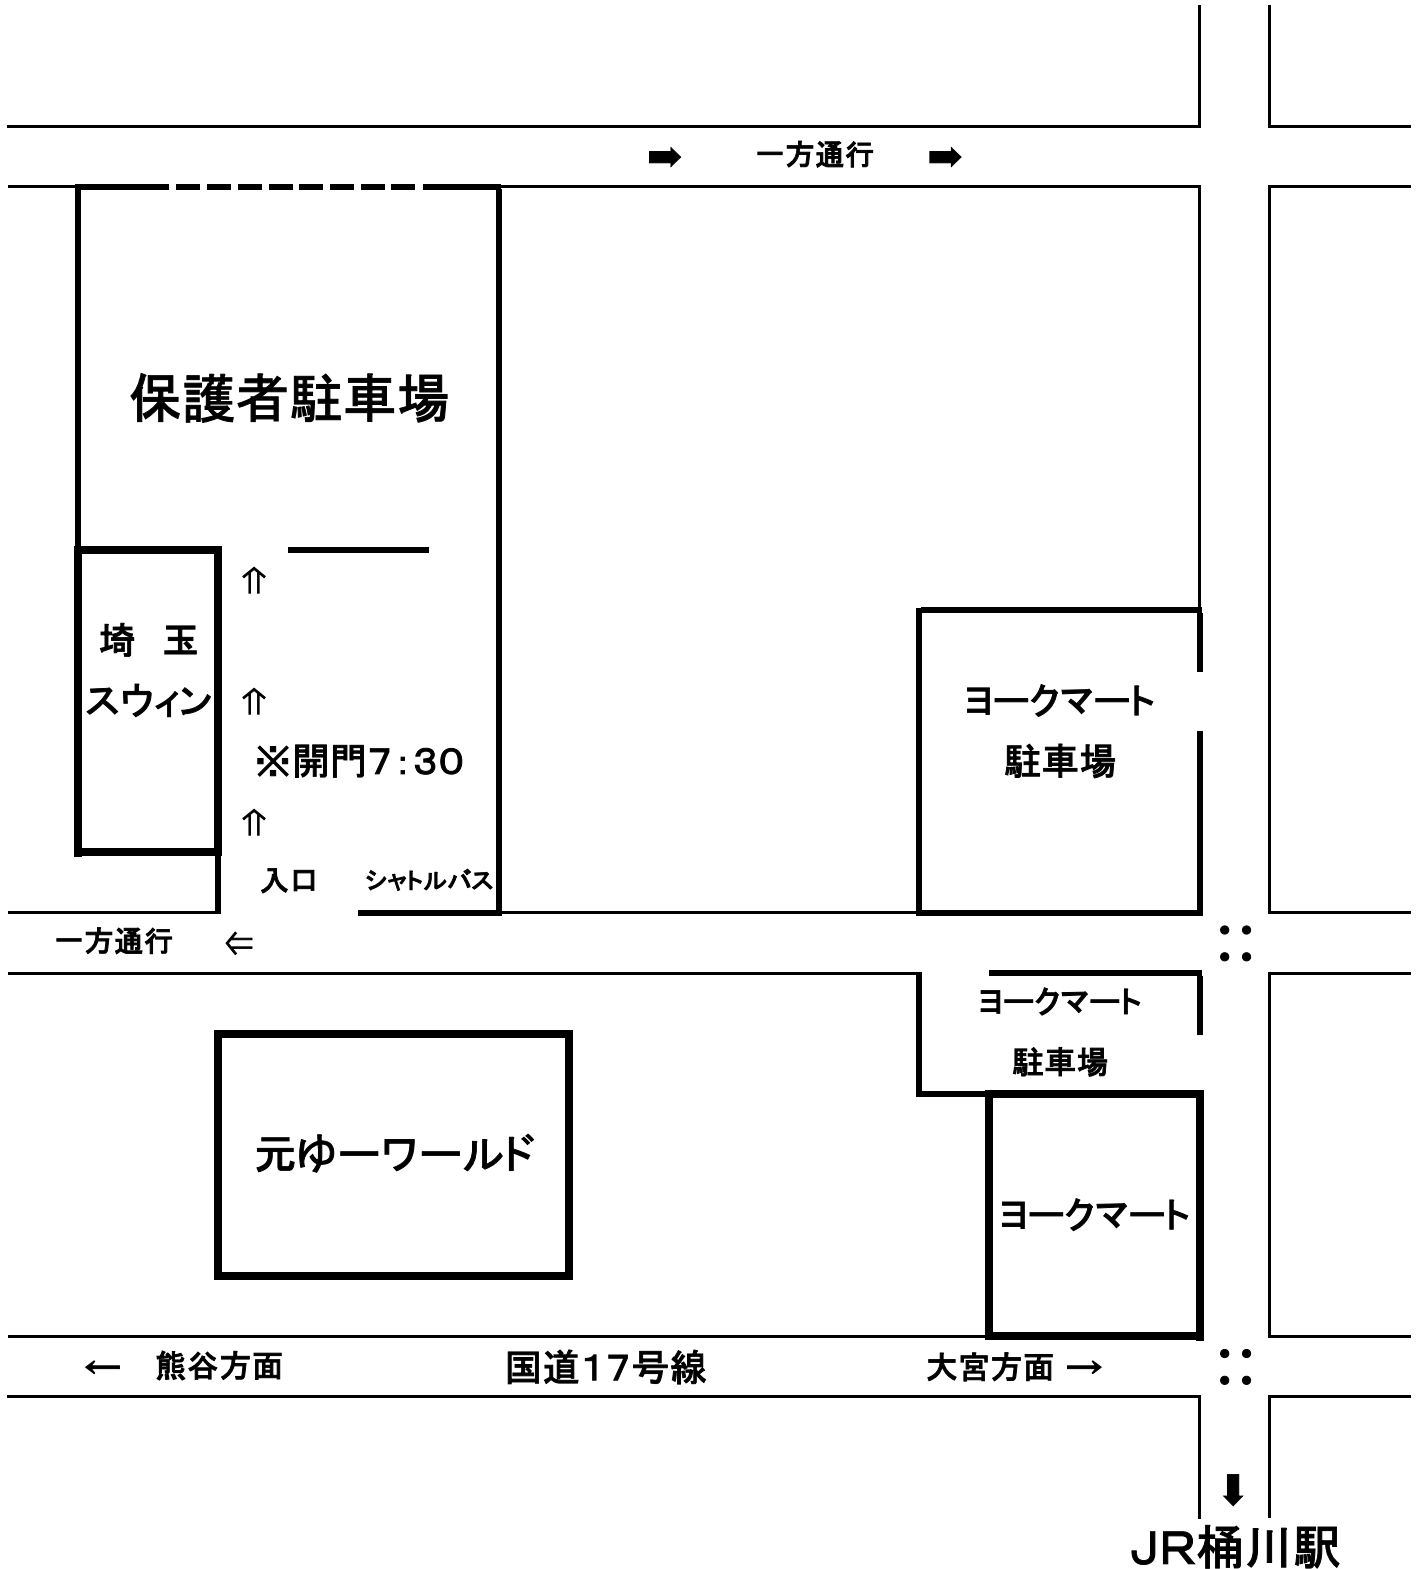 ➡ 一方通行 ➡
保護者駐車場
⇑
埼 玉
スウィン
⇑
※開門7:30
⇑
入口 シャトルバス
ヨークマート
駐車場
一方通行 ⇐
ヨークマート
駐車場
元ゆーワールド
ヨークマート
← 熊谷方面 国道17号線 大宮方面 →
⬇
JR桶川駅